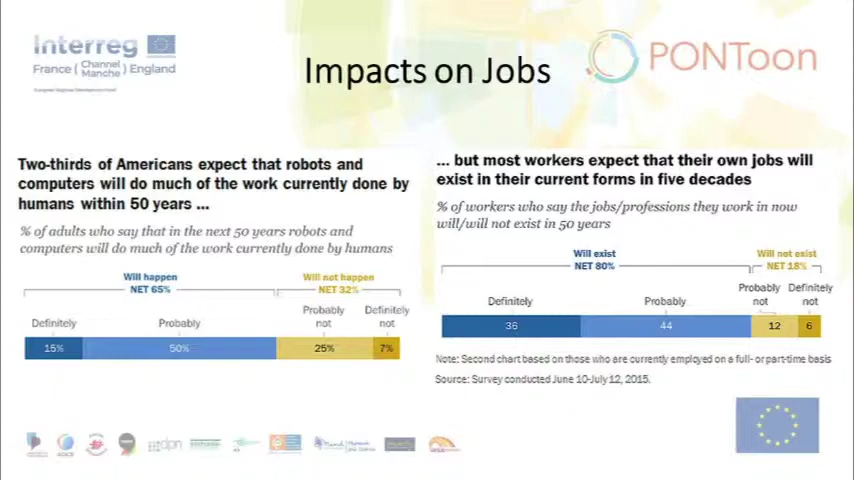 Interreg
France ( Channel Manche ) England
European Regional Development Fund
Impacts on Jobs
PONToon
Two-thirds of Americans expect that robots and
computers will do much of the work currently done by
humans within 50 years ...
% of adults who say that in the next 50 years robots and
computers will do much of the work currently done by humans
Will happen
NET 65%
Will not happen
NET 32%
Definitely
Probably
Probably
not
Definitely
not
15%
50%
25%
7%
... but most workers expect that their own jobs will
exist in their current forms in five decades
% of workers who say the jobs/professions they work in now
will/will not exist in 50 years
Will exist
NET 80%
Will not exist
NET 18%
Definitely
Probably
Probably
not
Definitely
not
36
44
12
6
Note: Second chart based on those who are currently employed on a full- or part-time basis
Source: Survey conducted June 10-July 12, 2015.